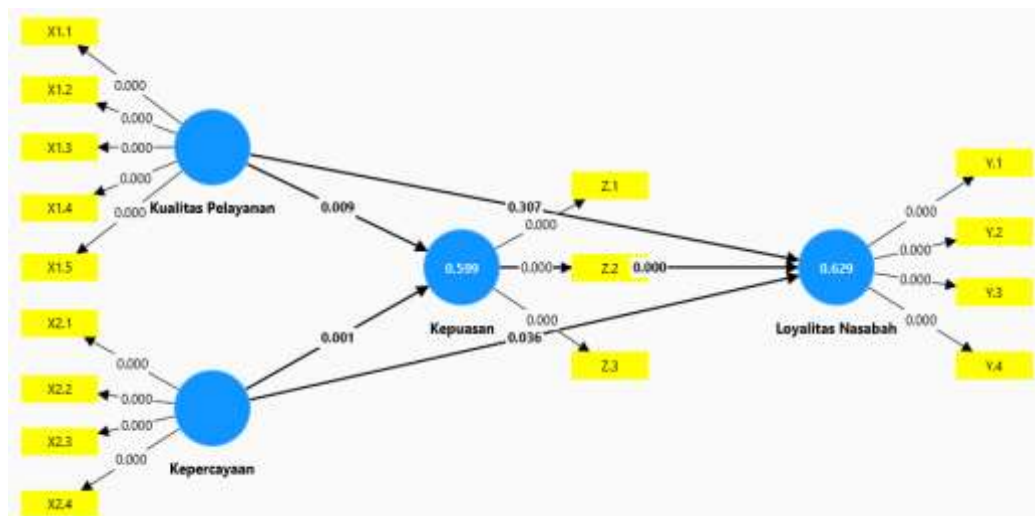 X1.1
0.000
X1.2
0.000
X1.3
0.000
X1.4
0.000
X1.5
0.000
Kualitas Pelayanan
X2.1
0.000
X2.2
0.000
X2.3
0.000
X2.4
0.000
Kepercayaan
0.009
0.001
0.307
0.036
0.599
Kepuasan
Z.1
0.000
Z.2
0.000
Z.3
0.000
0.000
0.629
Loyalitas Nasabah
Y.1
0.000
Y.2
0.000
Y.3
0.000
Y.4
0.000